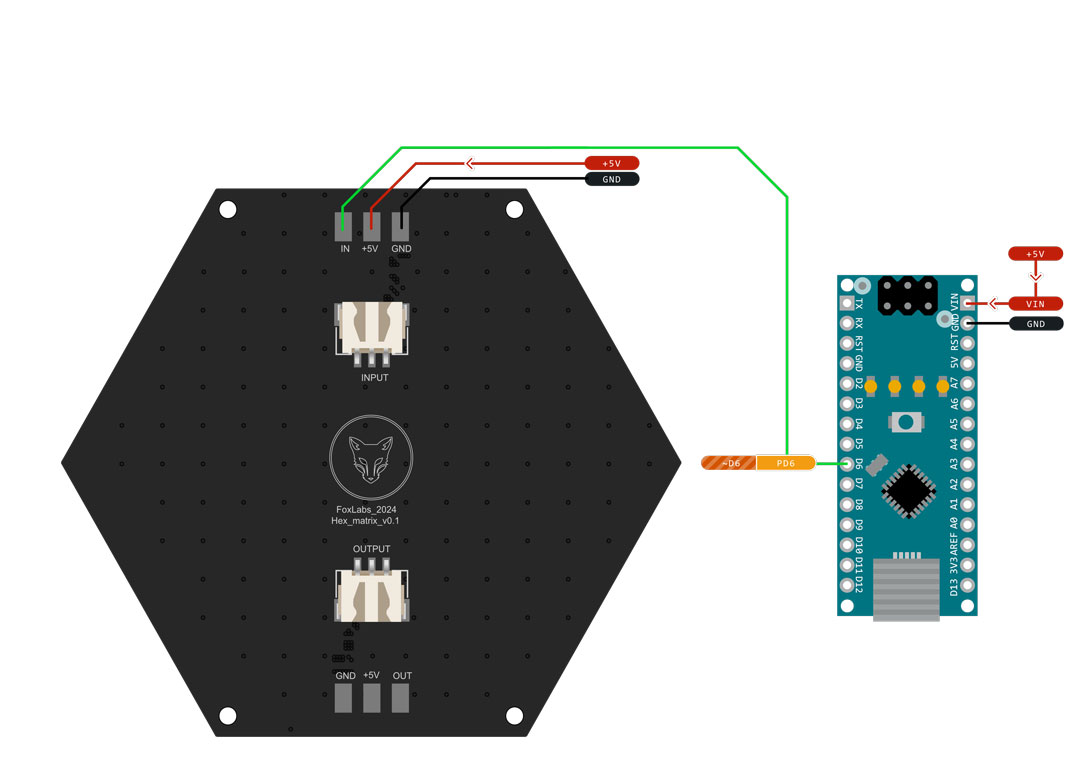 +5V
GND
IN +5V GND
INPUT
FoxLabs_2024
Hex_matrix_v0.1
OUTPUT
GND +5V OUT
~D6 PD6
TX
RX
RST
GND
D2
D3
D4
D5
D6
D7
D8
D9
D10
D11
D12
VIN
GND
RST
5V
A7
A6
A5
A4
A3
A2
A1
A0
AREF
3V3
D13
+5V
VIN
GND